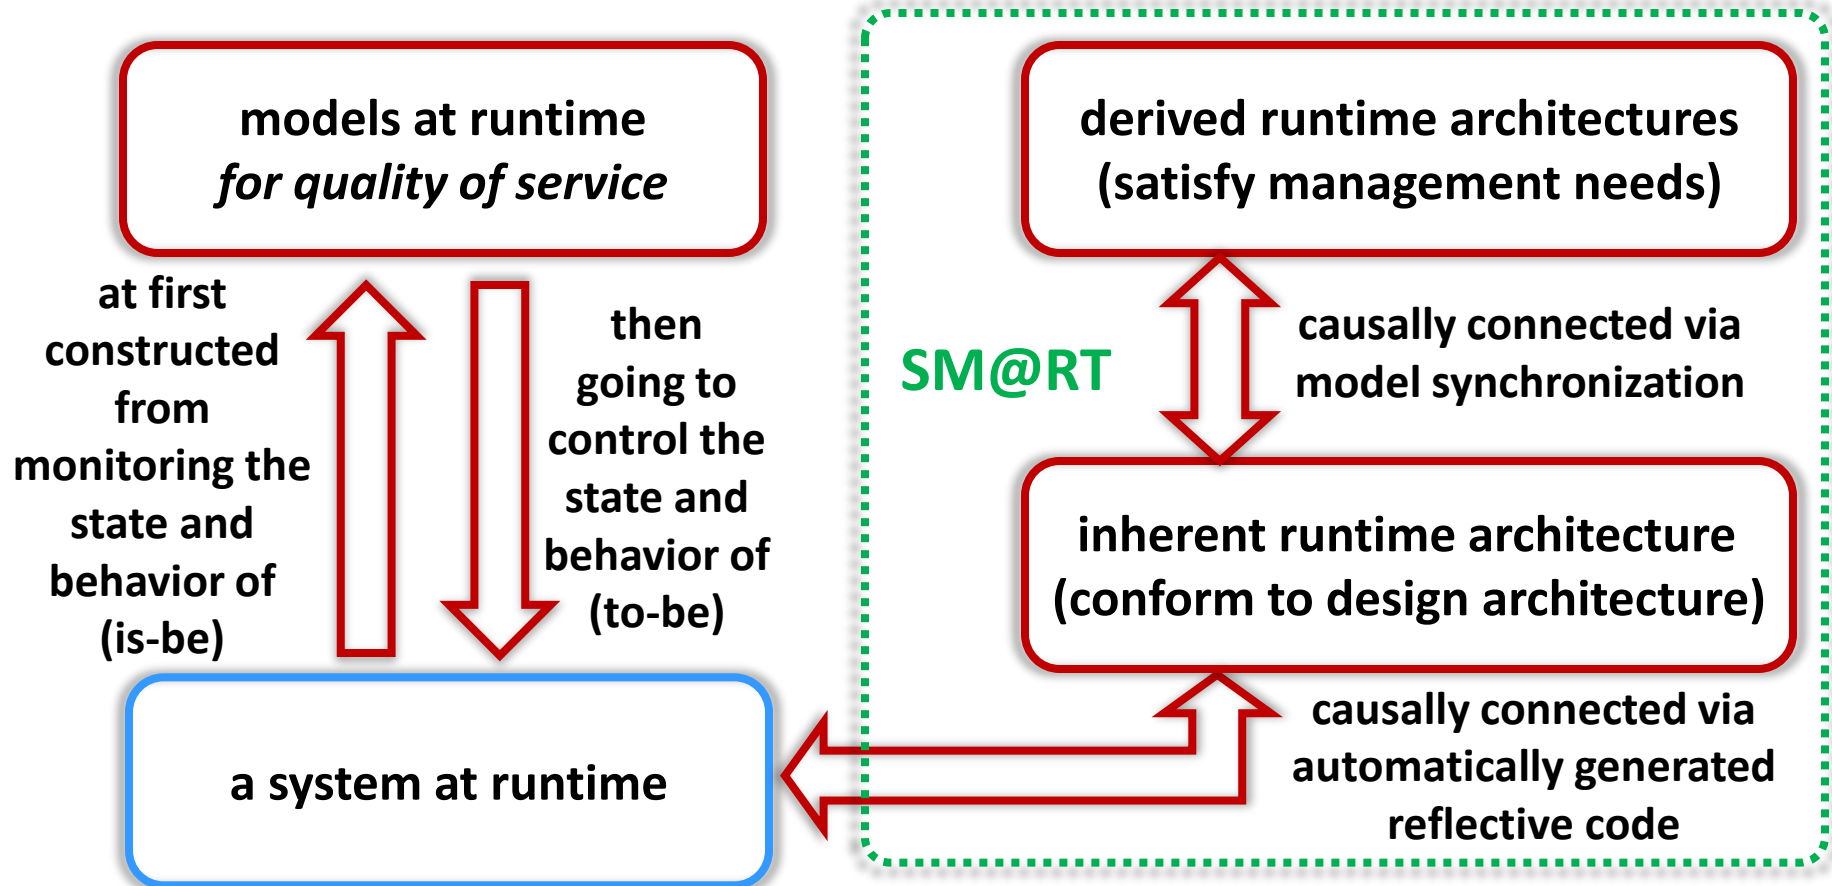 models at runtime
for quality of service
at first
constructed
from
monitoring the
state and
behavior of
(is-be)
then
going to
control the
state and
behavior of
(to-be)
a system at runtime
SM@RT
derived runtime architectures
(satisfy management needs)
causally connected via
model synchronization
inherent runtime architecture
(conform to design architecture)
causally connected via
automatically generated
reflective code